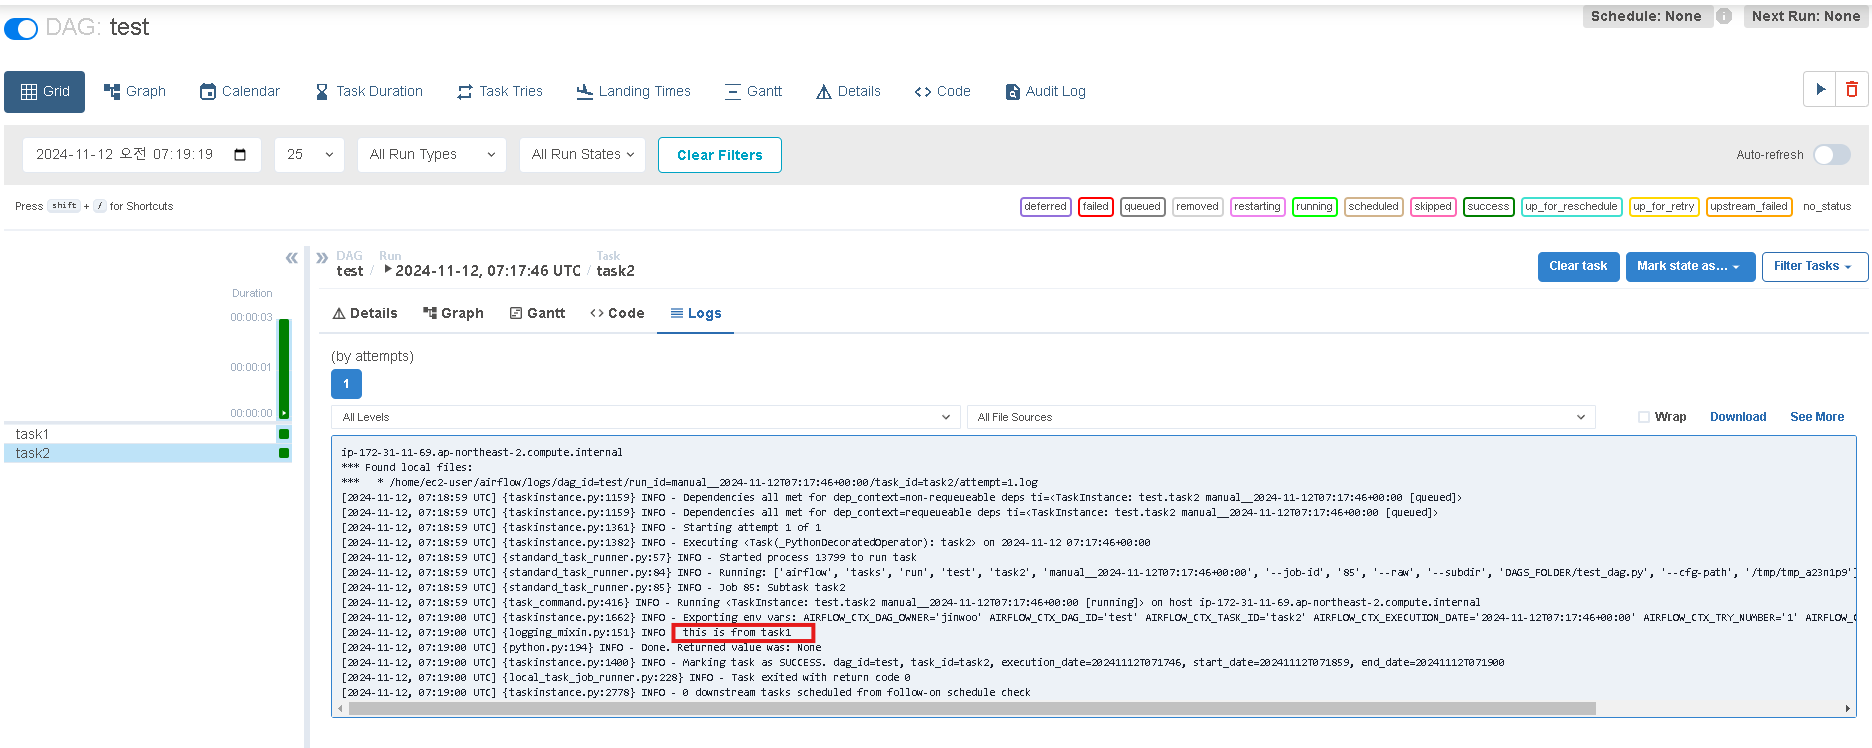 DAG: test
Schedule: None
Next Run: None
Grid
Graph
Calendar
Task Duration
Task Tries
Landing Times
Gantt
Details
Code
Audit Log
2024-11-12 오전 07:19:19
25
All Run Types
All Run States
Clear Filters
Auto-refresh
Press shift + / for Shortcuts
deferred
failed
queued
removed
restarting
running
scheduled
skipped
success
up_for_reschedule
up_for_retry
upstream_failed
no_status
DAG
test
Run
2024-11-12, 07:17:46 UTC
Task
task2
Clear task
Mark state as...
Filter Tasks
Duration
00:00:03
00:00:01
00:00:00
task1
task2
Details
Graph
Gantt
Code
Logs
(by attempts)
1
All Levels
All File Sources
Wrap
Download
See More
ip-172-31-11-69.ap-northeast-2.compute.internal
*** Found local files:
***   * /home/ec2-user/airflow/logs/dag_id=test/run_id=manual__2024-11-12T07:17:46+00:00/task_id=task2/attempt=1.log
[2024-11-12, 07:18:59 UTC] {taskinstance.py:1159} INFO - Dependencies all met for dep_context=non-requeueable deps ti=<TaskInstance: test.task2 manual__2024-11-12T07:17:46+00:00 [queued]>
[2024-11-12, 07:18:59 UTC] {taskinstance.py:1159} INFO - Dependencies all met for dep_context=requeueable deps ti=<TaskInstance: test.task2 manual__2024-11-12T07:17:46+00:00 [queued]>
[2024-11-12, 07:18:59 UTC] {taskinstance.py:1361} INFO - Starting attempt 1 of 1
[2024-11-12, 07:18:59 UTC] {taskinstance.py:1382} INFO - Executing <Task(_PythonDecoratedOperator): task2> on 2024-11-12 07:17:46+00:00
[2024-11-12, 07:18:59 UTC] {standard_task_runner.py:57} INFO - Started process 13799 to run task
[2024-11-12, 07:18:59 UTC] {standard_task_runner.py:84} INFO - Running: ['airflow', 'tasks', 'run', 'test', 'task2', 'manual__2024-11-12T07:17:46+00:00', '--job-id', '85', '--raw', '--subdir', 'DAGS_FOLDER/test_dag.py', '--cfg-path', '/tmp/tmp_a23n1p9']
[2024-11-12, 07:18:59 UTC] {standard_task_runner.py:85} INFO - Job 85: Subtask task2
[2024-11-12, 07:18:59 UTC] {task_command.py:416} INFO - Running <TaskInstance: test.task2 manual__2024-11-12T07:17:46+00:00 [running]> on host ip-172-31-11-69.ap-northeast-2.compute.internal
[2024-11-12, 07:19:00 UTC] {taskinstance.py:1662} INFO - Exporting env vars: AIRFLOW_CTX_DAG_OWNER='jinwoo' AIRFLOW_CTX_DAG_ID='test' AIRFLOW_CTX_TASK_ID='task2' AIRFLOW_CTX_EXECUTION_DATE='2024-11-12T07:17:46+00:00' AIRFLOW_CTX_TRY_NUMBER='1' AIRFLOW_C
[2024-11-12, 07:19:00 UTC] {logging_mixin.py:151} INFO this is from task1
[2024-11-12, 07:19:00 UTC] {python.py:194} INFO - Done. Returned value was: None
[2024-11-12, 07:19:00 UTC] {taskinstance.py:1400} INFO - Marking task as SUCCESS. dag_id=test, task_id=task2, execution_date=20241112T071746, start_date=20241112T071859, end_date=20241112T071900
[2024-11-12, 07:19:00 UTC] {local_task_job_runner.py:228} INFO - Task exited with return code 0
[2024-11-12, 07:19:00 UTC] {taskinstance.py:2778} INFO - 0 downstream tasks scheduled from follow-on schedule check